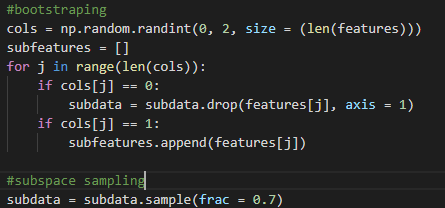 #bootstraping
cols = np.random.randint(0, 2, size = (len(features)))
subfeatures = []
for j in range(len(cols)):
    if cols[j] == 0:
        subdata = subdata.drop(features[j], axis = 1)
    if cols[j] == 1:
        subfeatures.append(features[j])

#subspace sampling
subdata = subdata.sample(frac = 0.7)